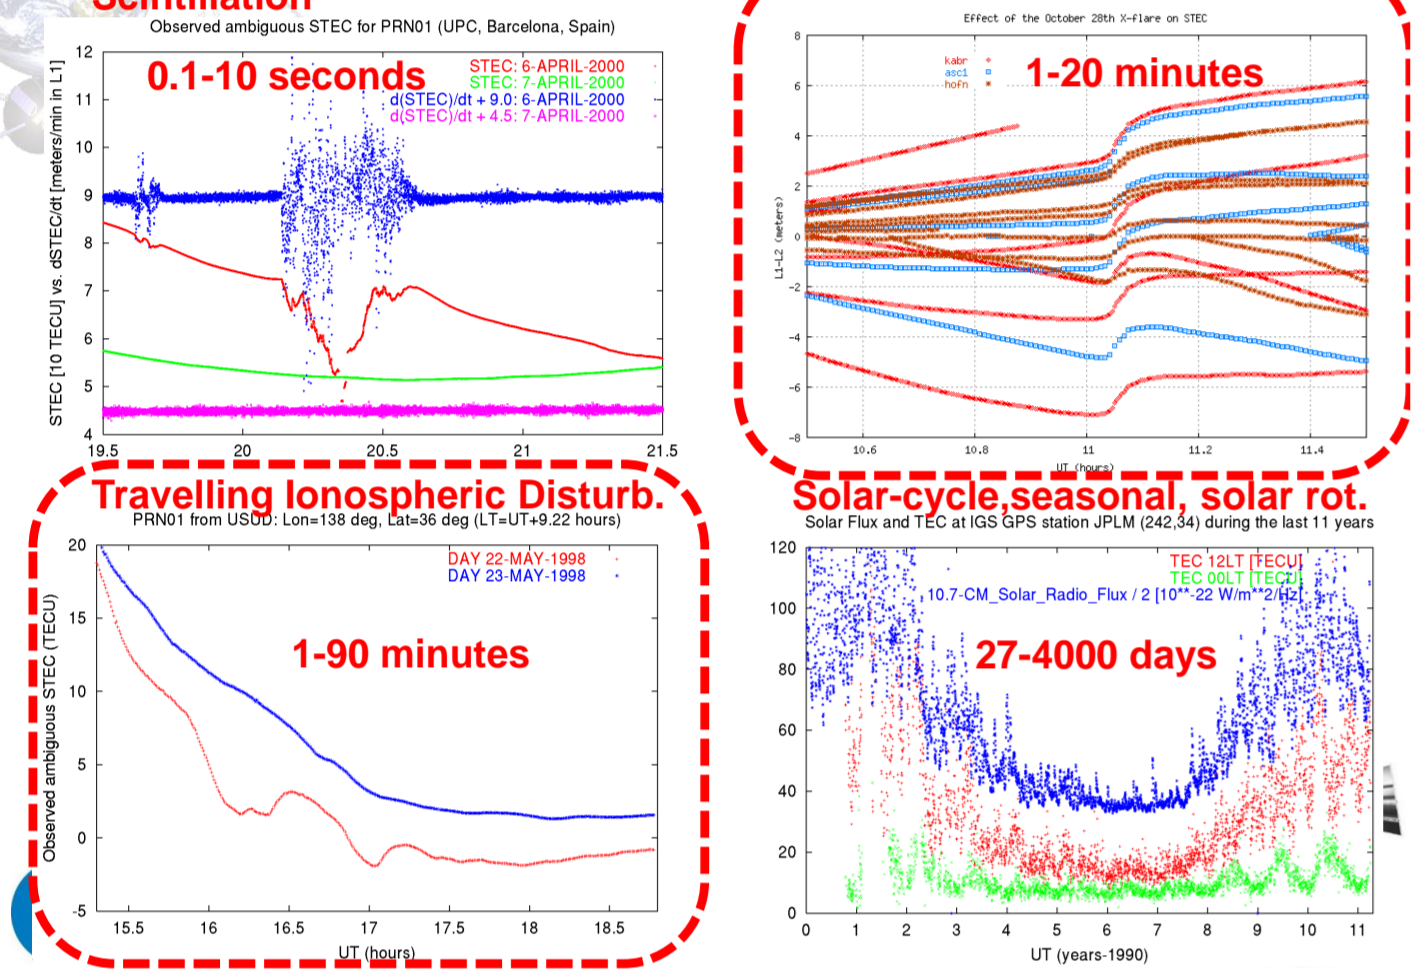 Scintillation
Observed ambiguous STEC for PRN01 (UPC, Barcelona, Spain)
0.1-10 seconds
STEC: 6-APRIL-2000
STEC: 7-APRIL-2000
d(STEC)/dt + 9.0: 6-APRIL-2000
d(STEC)/dt + 4.5: 7-APRIL-2000
STEC [10 TECU] vs. dSTEC/dt [meters/min in L1]
12
11
10
9
8
7
6
5
4
19.5 20 20.5 21 21.5
Effect of the October 28th X-flare on STEC
1-20 minutes
kabr
asc1
hofn
L1-L2 (meters)
8
6
4
2
0
-2
-4
-6
-8
10.6 10.8 11 11.2 11.4
UT (hours)
Travelling Ionospheric Disturb.
PRN01 from USUD: Lon=138 deg, Lat=36 deg (LT=UT+9.22 hours)
DAY 22-MAY-1998
DAY 23-MAY-1998
1-90 minutes
Observed ambiguous STEC (TECU)
20
15
10
5
0
-5
15.5 16 16.5 17 17.5 18 18.5
UT (hours)
Solar-cycle,seasonal, solar rot.
Solar Flux and TEC at IGS GPS station JPLM (242,34) during the last 11 years
TEC 12LT [TECU]
TEC 00LT [TECU]
10.7-CM_Solar_Radio_Flux / 2 [10**-22 W/m**2/Hz]
27-4000 days
120
100
80
60
40
20
0
0 1 2 3 4 5 6 7 8 9 10 11
UT (years-1990)